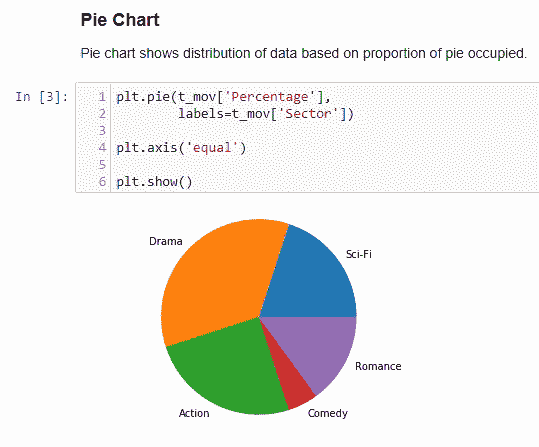 Pie Chart
Pie chart shows distribution of data based on proportion of pie occupied.
In [3]:
1 plt.pie(t_mov['Percentage'],
2         labels=t_mov['Sector'])
3
4 plt.axis('equal')
5
6 plt.show()
Drama
Sci-Fi
Romance
Action
Comedy